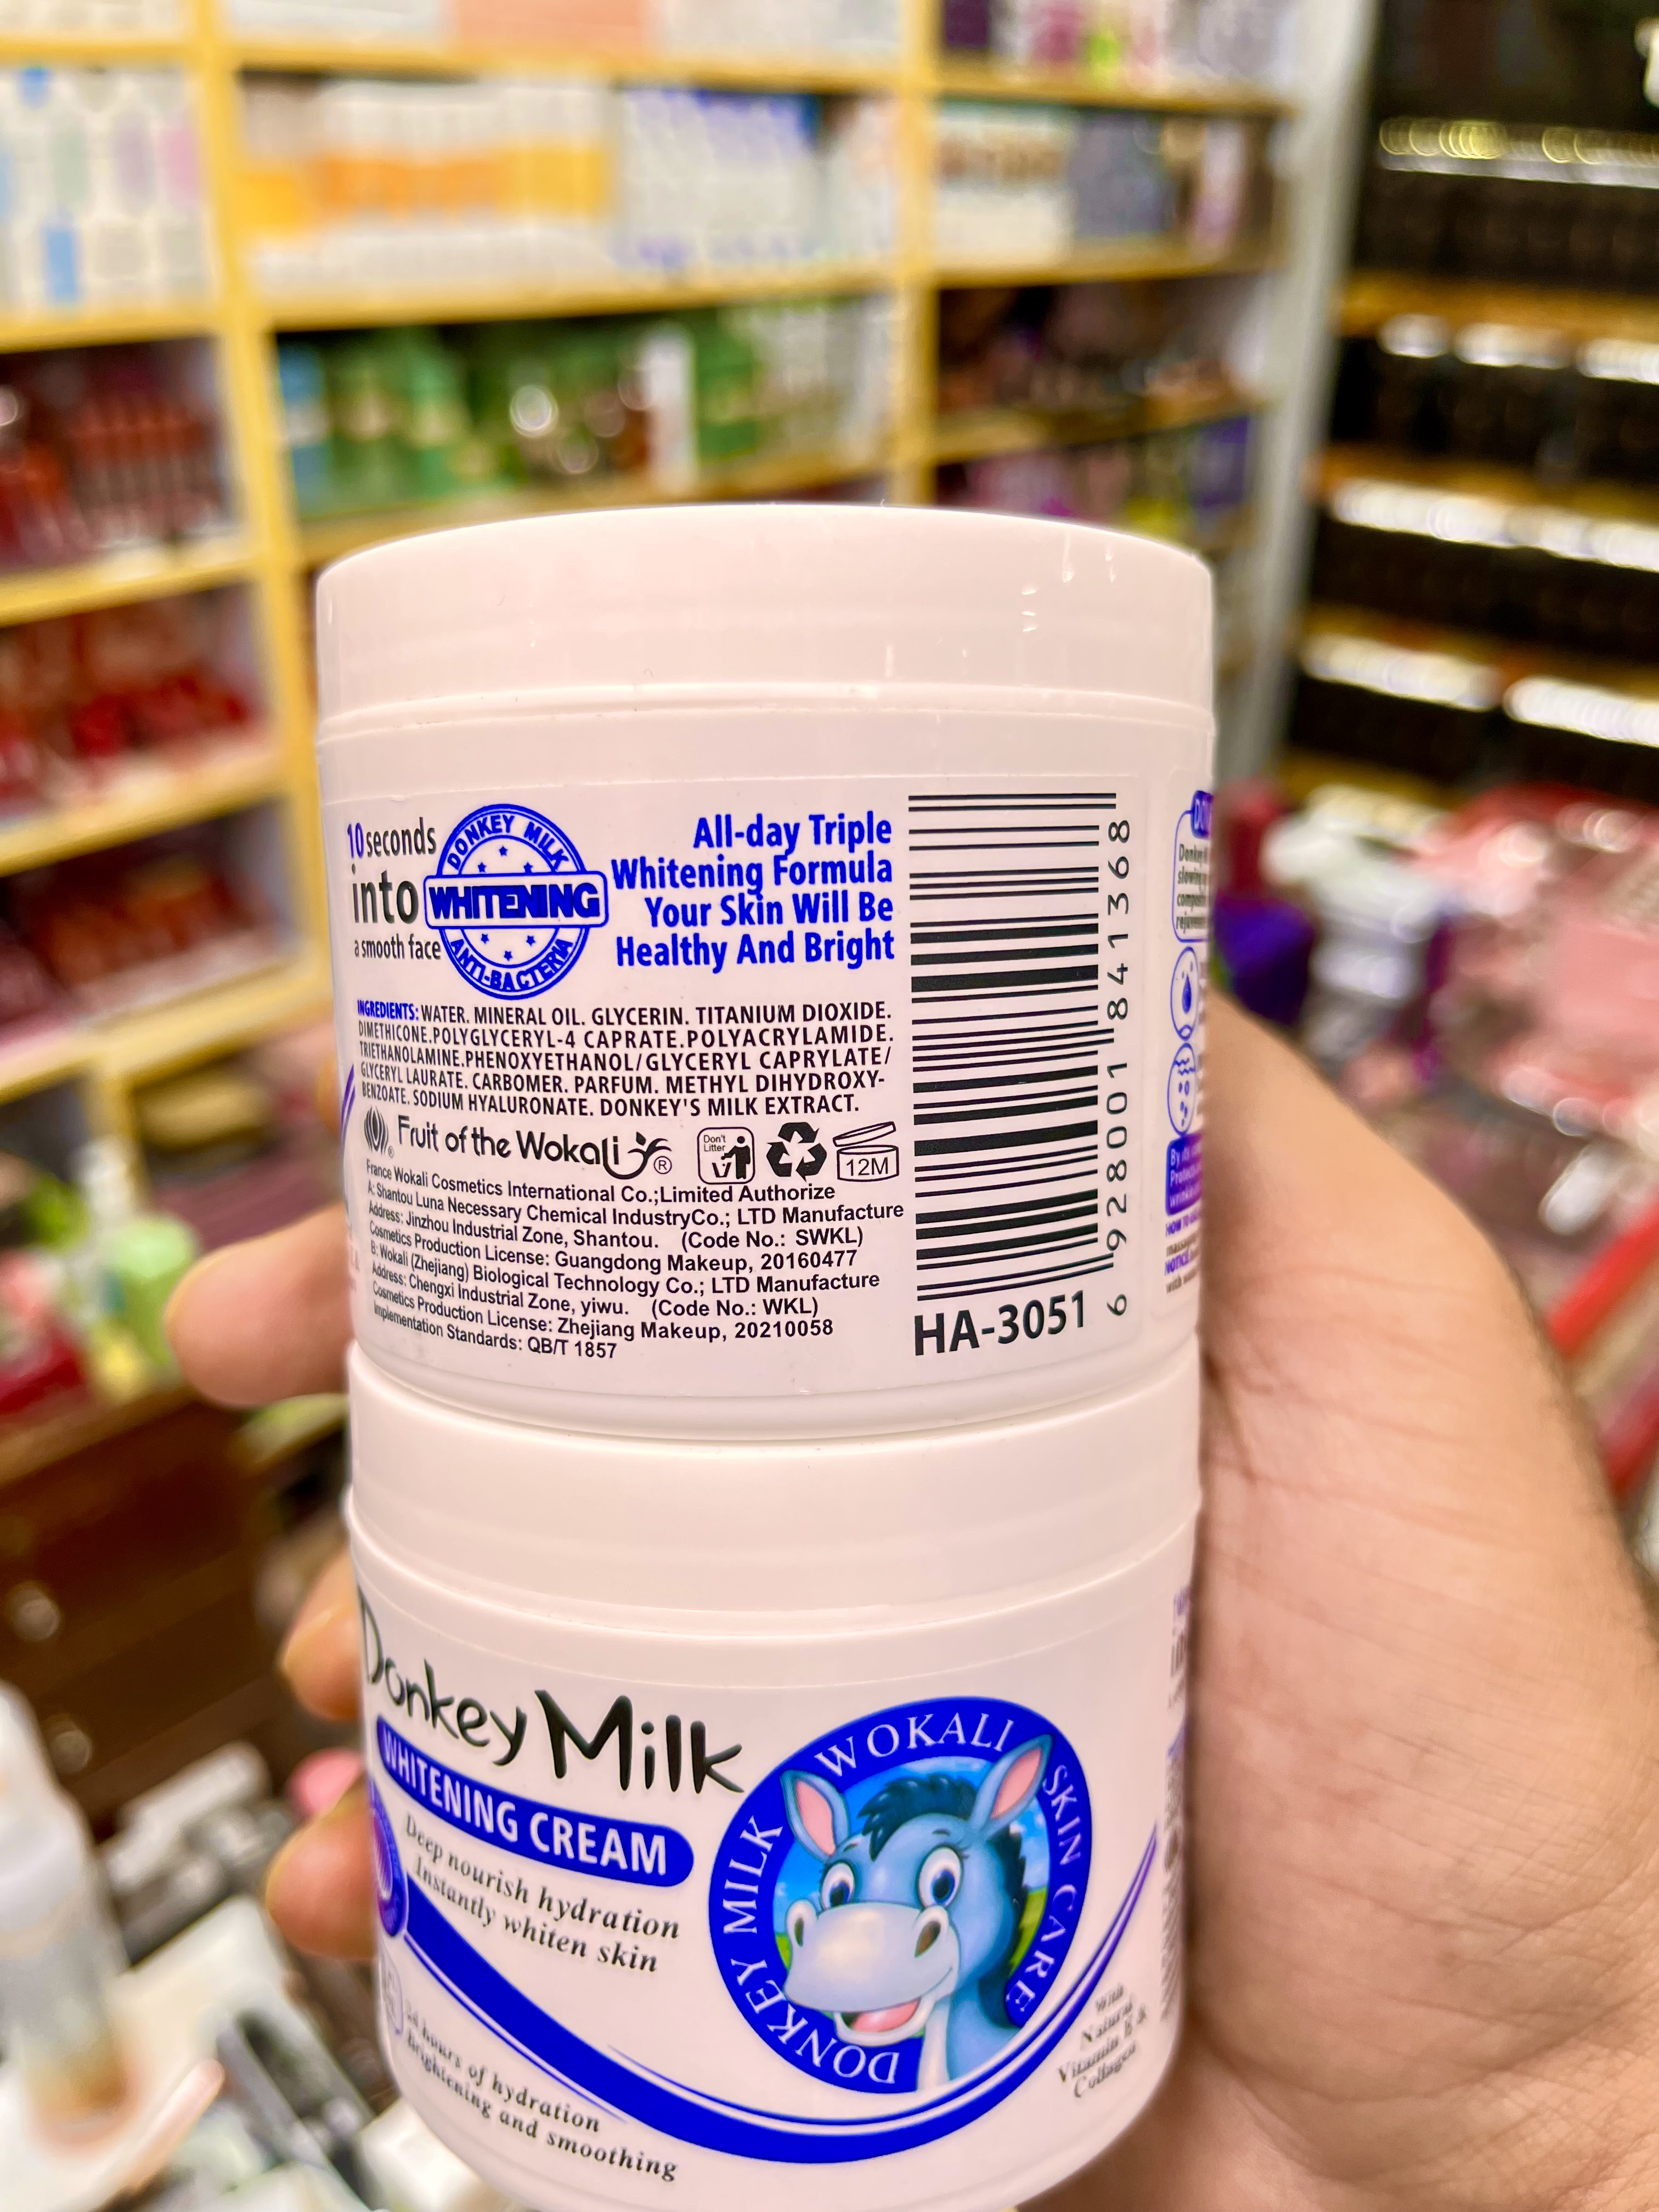 10 seconds
into
a smooth face
DONKEY MILK
WHITENING
ANTI-BACTERIA
All-day Triple
Whitening Formula
Your Skin Will Be
Healthy And Bright
INGREDIENTS: WATER. MINERAL OIL. GLYCERIN. TITANIUM DIOXIDE.
DIMETHICONE.POLYGLYCERYL-4 CAPRATE.POLYACRYLAMIDE.
TRIETHANOLAMINE.PHENOXYETHANOL/GLYCERYL CAPRYLATE/
GLYCERYL LAURATE. CARBOMER. PARFUM. METHYL DIHYDROXY-
BENZOATE. SODIUM HYALURONATE. DONKEY'S MILK EXTRACT.
Fruit of the Wokali ®
Don't
Litter
12M
France Wokali Cosmetics International Co.;Limited Authorize
A: Shantou Luna Necessary Chemical IndustryCo.; LTD Manufacture
Address: Jinzhou Industrial Zone, Shantou. (Code No.: SWKL)
Cosmetics Production License: Guangdong Makeup, 20160477
B: Wokali (Zhejiang) Biological Technology Co.; LTD Manufacture
Address: Chengxi Industrial Zone, yiwu. (Code No.: WKL)
Cosmetics Production License: Zhejiang Makeup, 20210058
Implementation Standards: QB/T 1857
6 928001 841368
HA-3051
Donkey Milk
WHITENING CREAM
Deep nourish hydration
Instantly whiten skin
hours of hydration
Brightening and smoothing
DONKEY MILK WOKALI SKIN CARE
With
Natural
Vitamin E &
Collagen